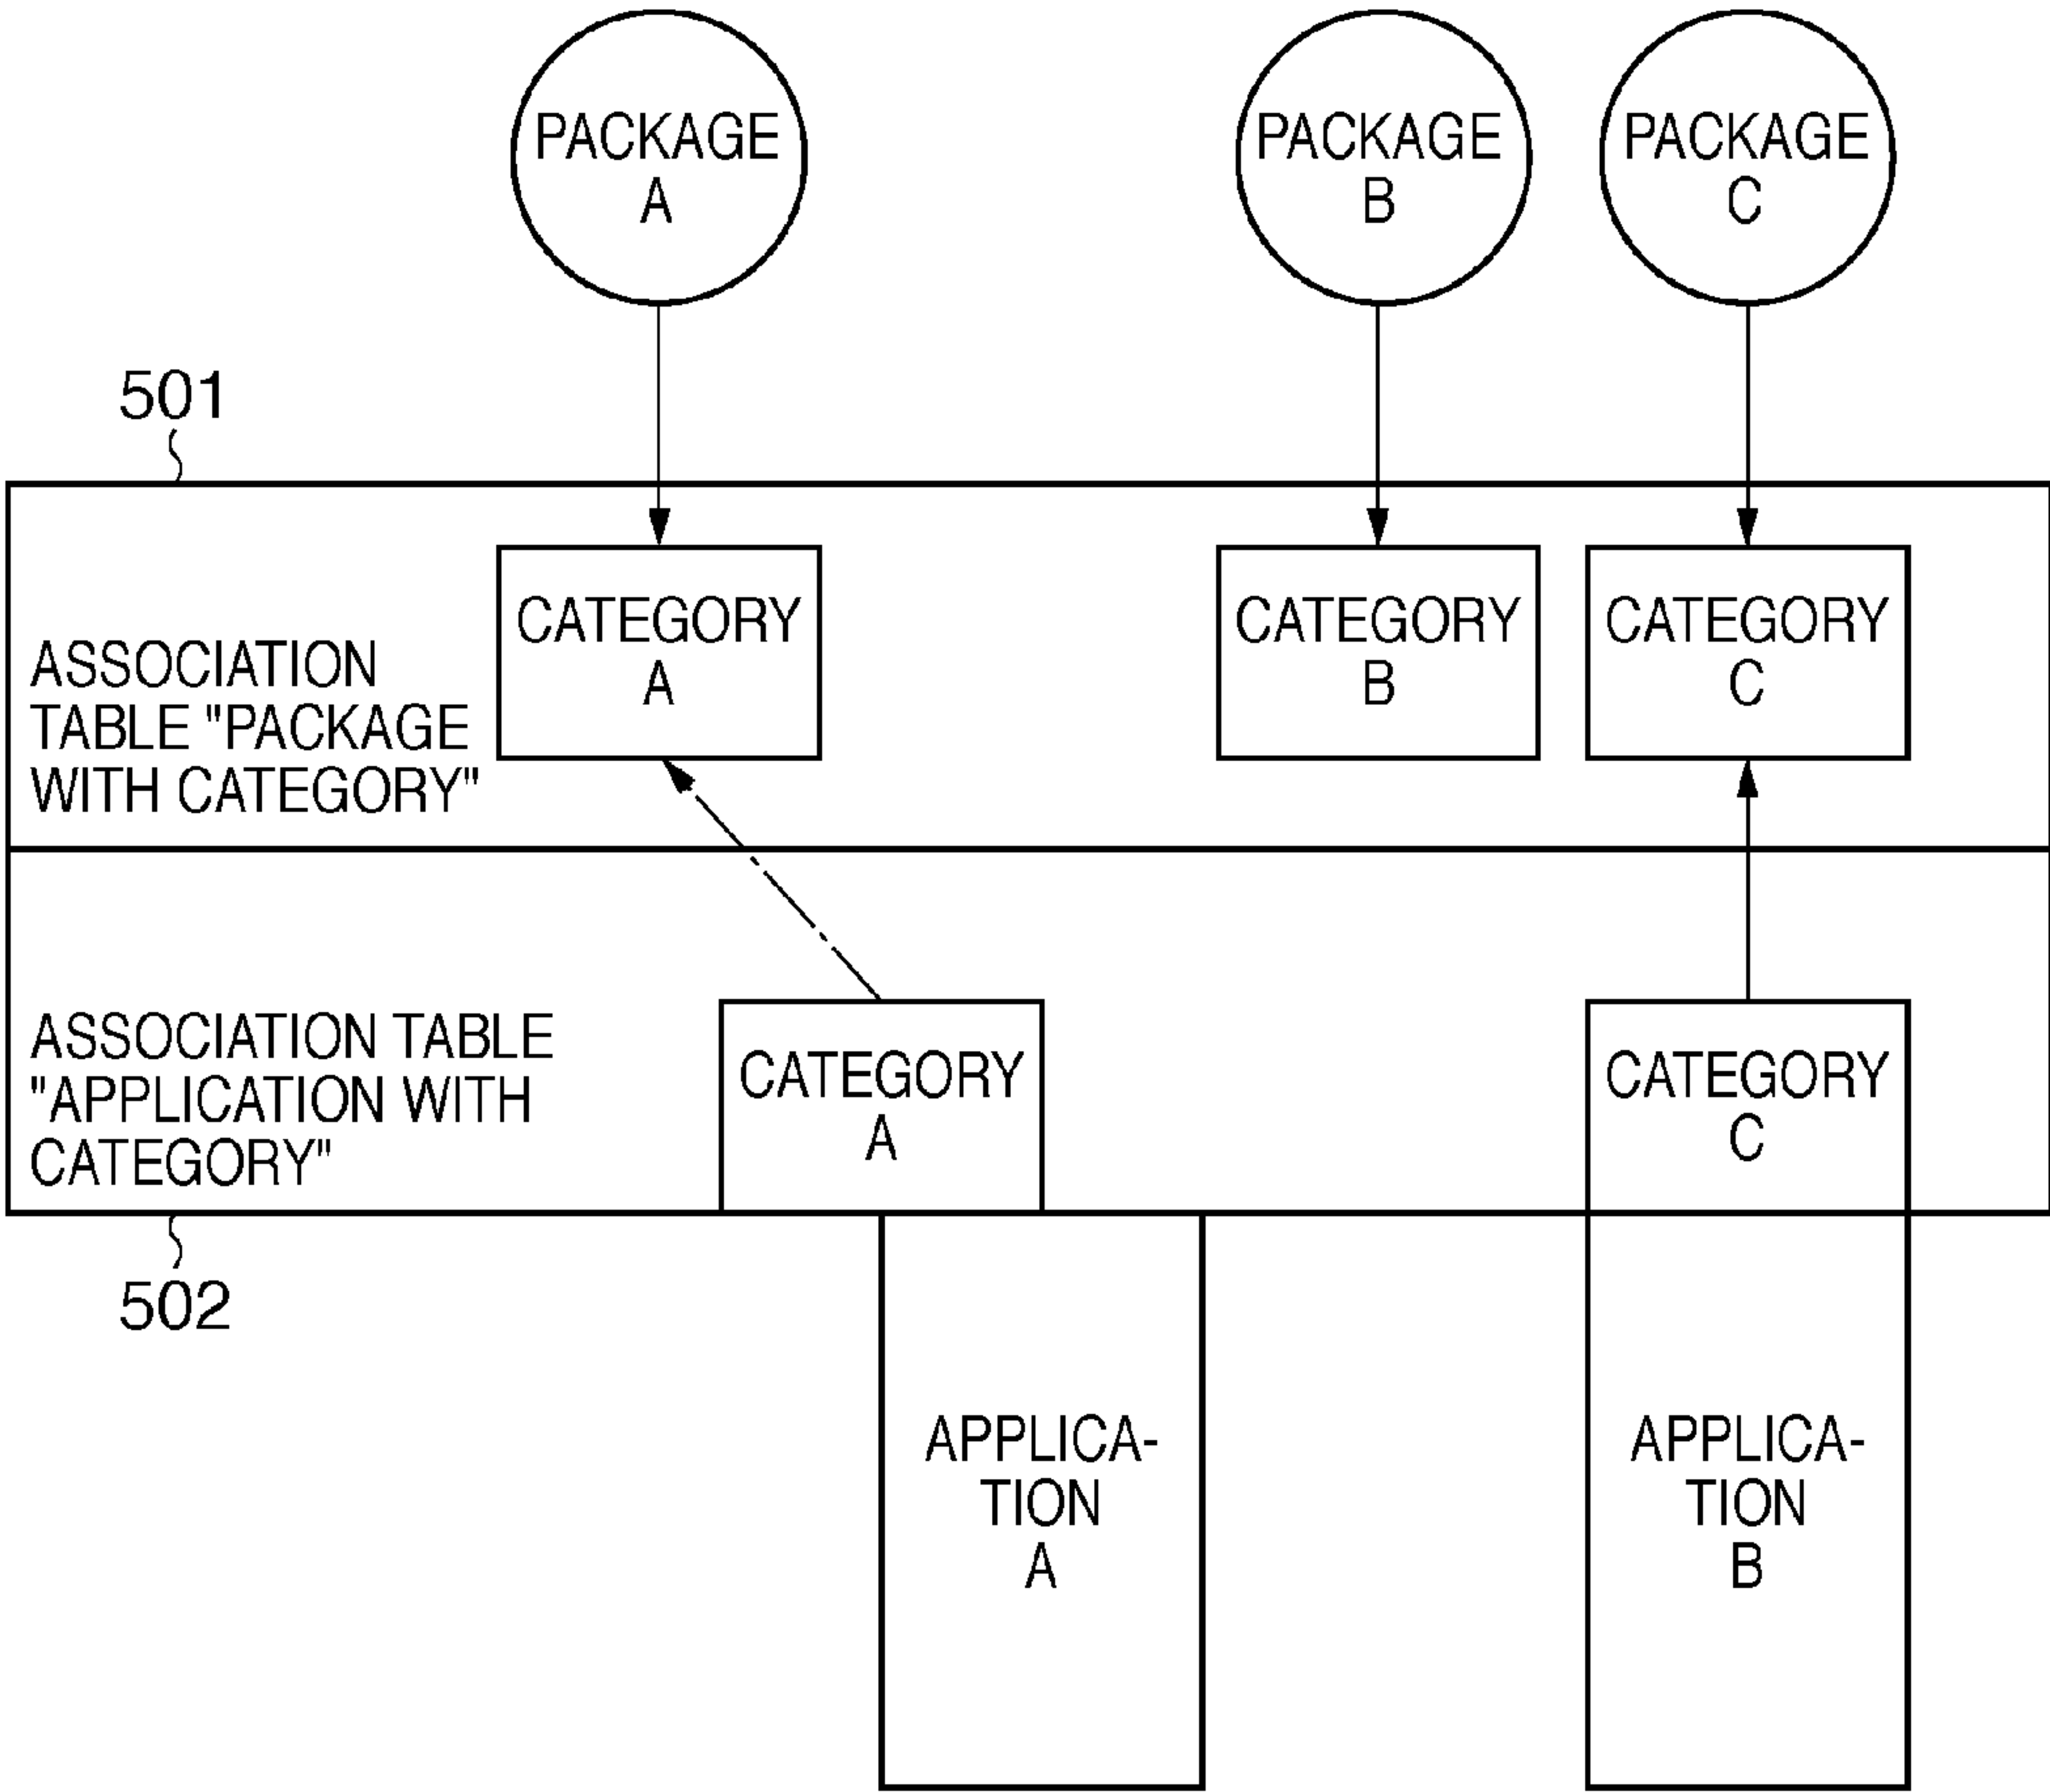 PACKAGE
A
PACKAGE
B
PACKAGE
C
501
CATEGORY
A
CATEGORY
B
CATEGORY
C
ASSOCIATION
TABLE "PACKAGE
WITH CATEGORY"
ASSOCIATION TABLE
"APPLICATION WITH
CATEGORY"
CATEGORY
A
CATEGORY
C
502
APPLICA-
TION
A
APPLICA-
TION
B